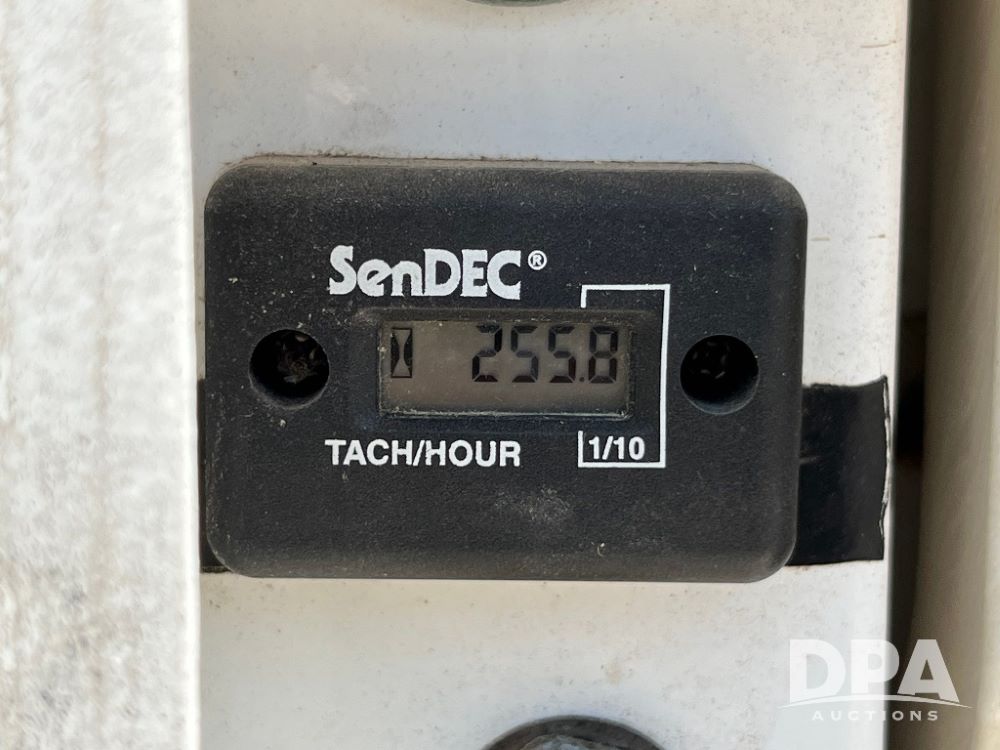 SenDEC®
255.8
TACH/HOUR 1/10
DPA
AUCTIONS